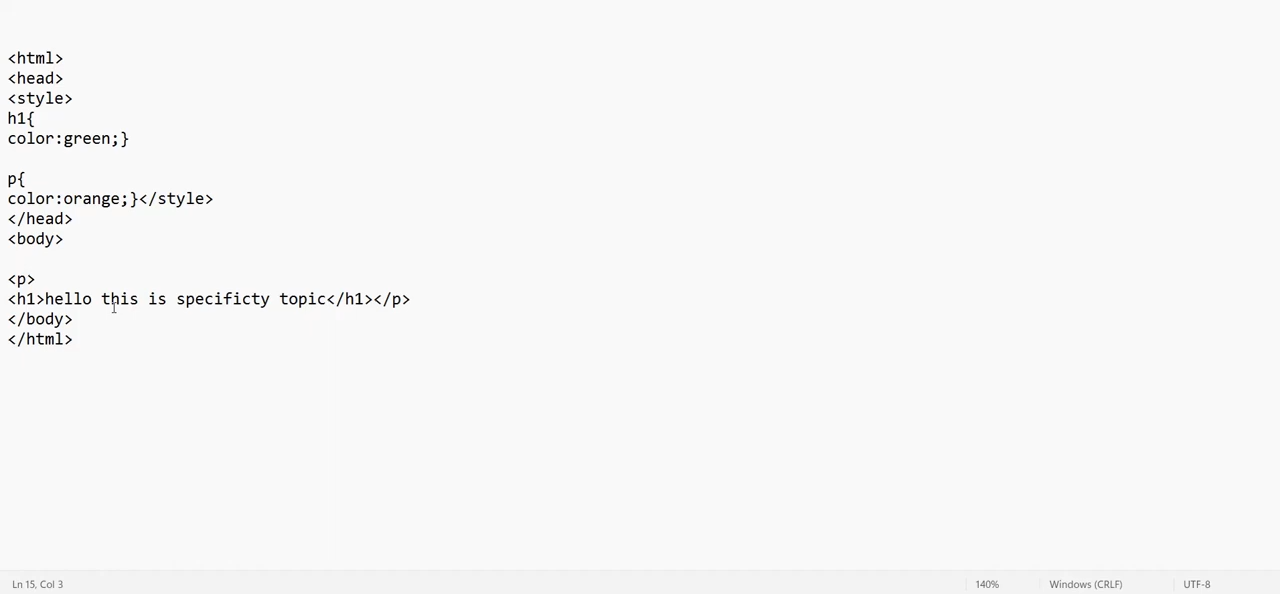 <html>
<head>
<style>
h1{
color:green;}
p{
color:orange;}</style>
</head>
<body>
<p>
<h1>hello this is specificty topic</h1></p>
</body>
</html>
Ln 15, Col 3
140%
Windows (CRLF)
UTF-8